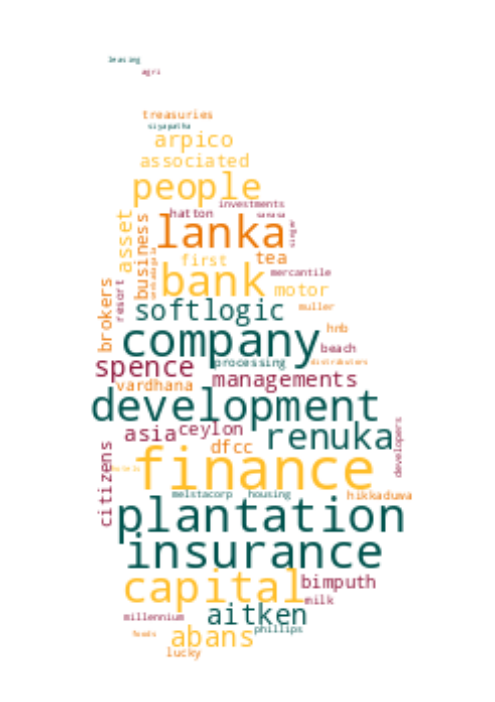 leasing
agri
treasuries
siyapatha
arpico
associated
people
investments
hatton
sarasa
lanka
singer
asset
business
first
tea
bank
mercantile
resort
motor
softlogic
muller
brokers
hnb
company
beach
spence
processing
distributors
managements
vardhana
development
asia
ceylon
renuka
dfcc
developers
citizens
hotels
finance
melstacorp
housing
hikkaduwa
plantation
insurance
capital
bimputh
milk
aitken
millennium
phillips
foods
abans
lucky